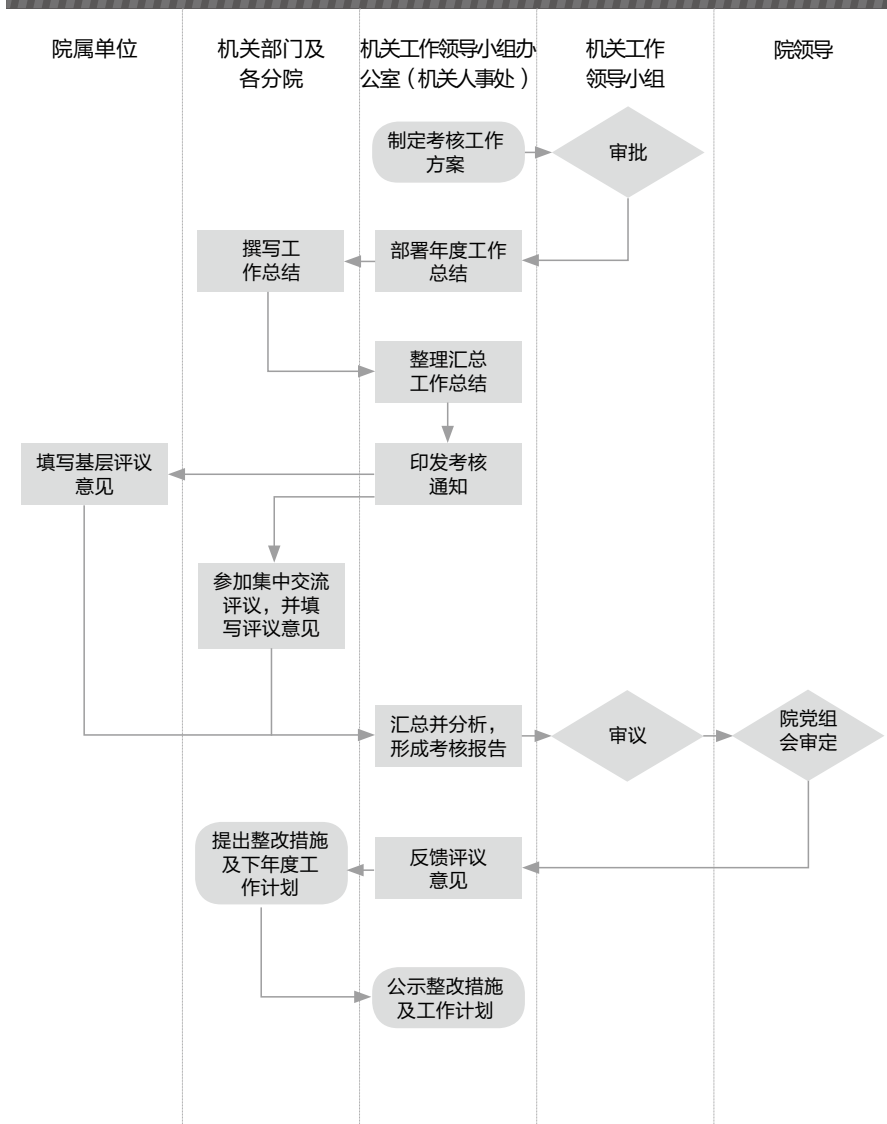 院属单位
机关部门及
各分院
机关工作领导小组办
公室（机关人事处）
机关工作
领导小组
院领导
制定考核工作
方案
审批
撰写工
作总结
部署年度工作
总结
整理汇总
工作总结
填写基层评议
意见
印发考核
通知
参加集中交流
评议，并填
写评议意见
汇总并分析，
形成考核报告
审议
院党组
会审定
提出整改措施
及下年度工
作计划
反馈评议
意见
公示整改措施
及工作计划